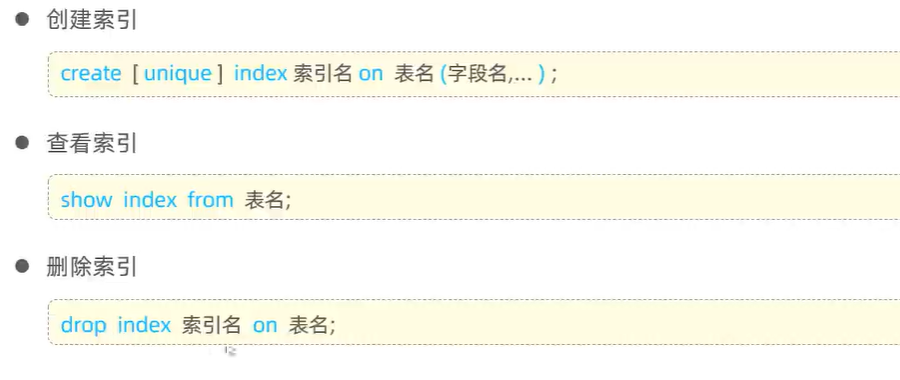 创建索引
create [ unique ] index 索引名 on 表名 (字段名,... ) ;
查看索引
show index from 表名;
删除索引
drop index 索引名 on 表名;